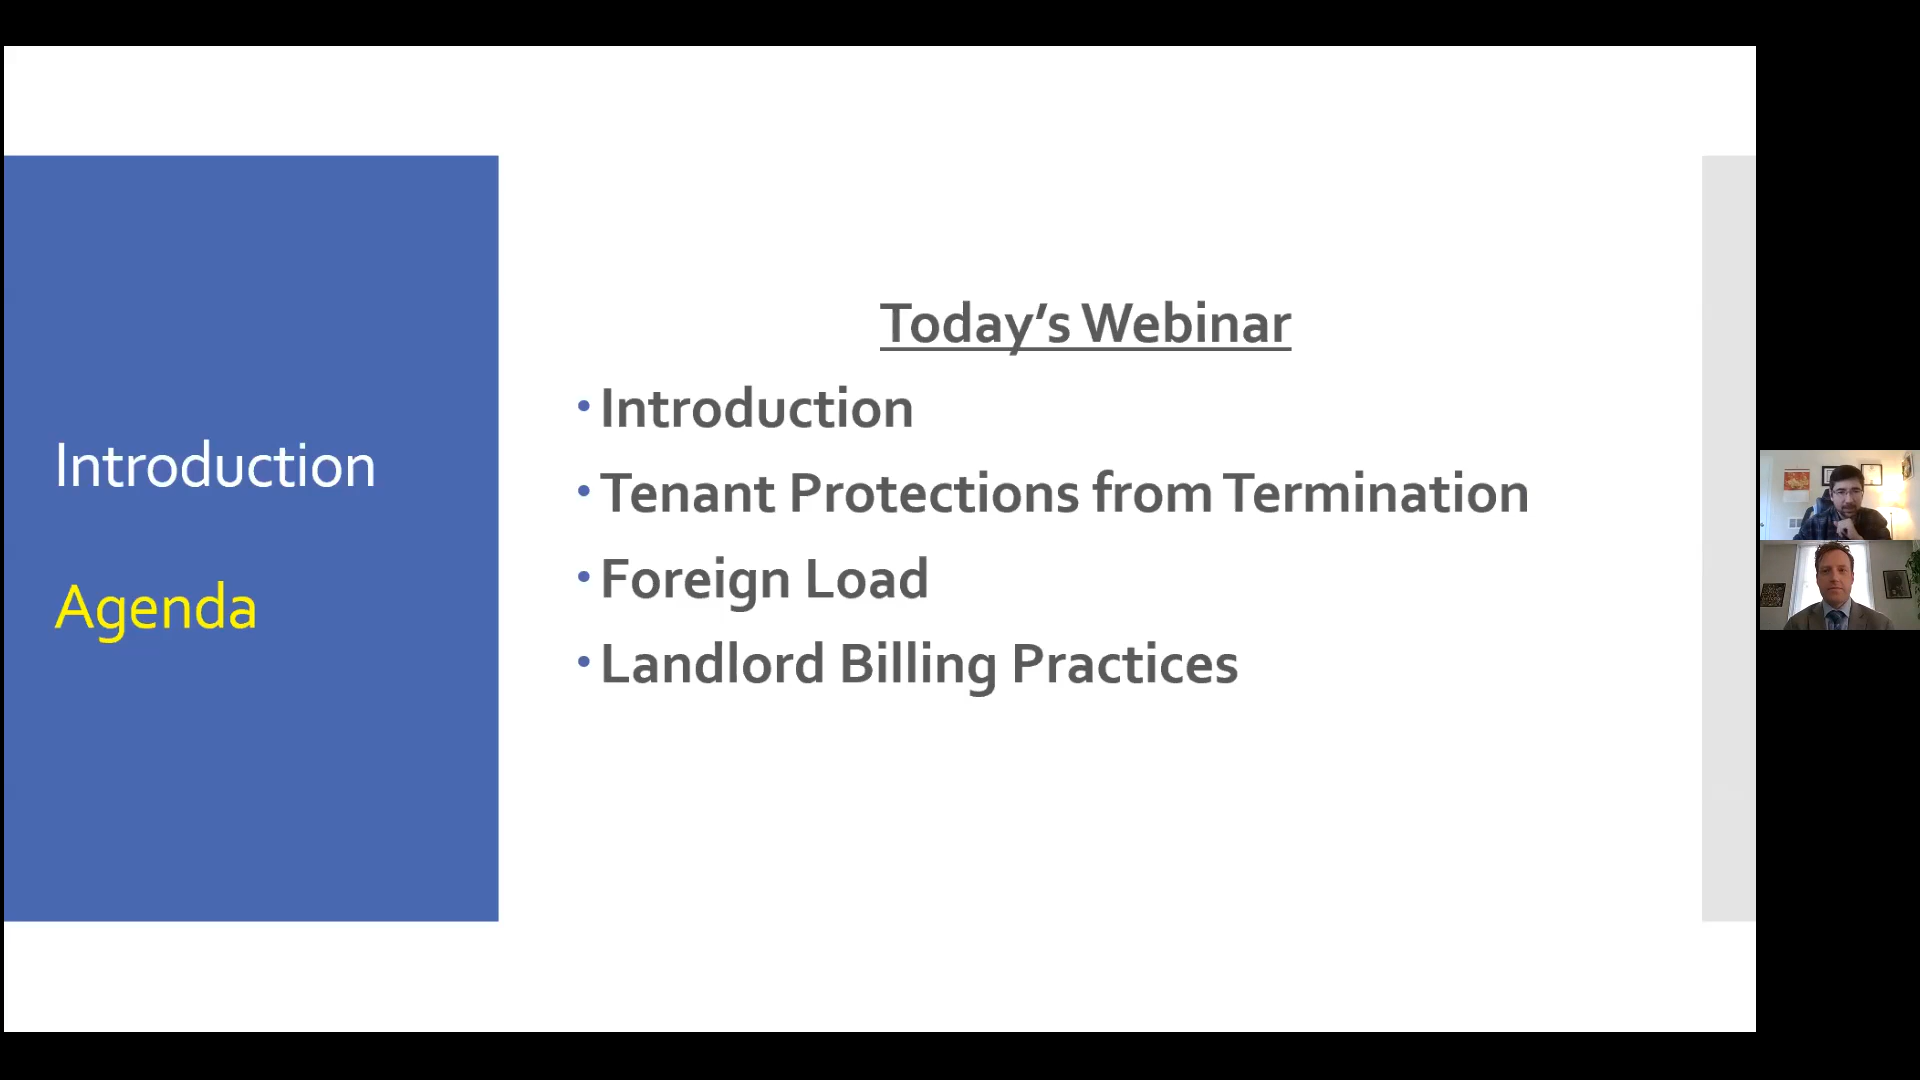 Introduction
Agenda
Today’s Webinar
• Introduction
• Tenant Protections from Termination
• Foreign Load
• Landlord Billing Practices